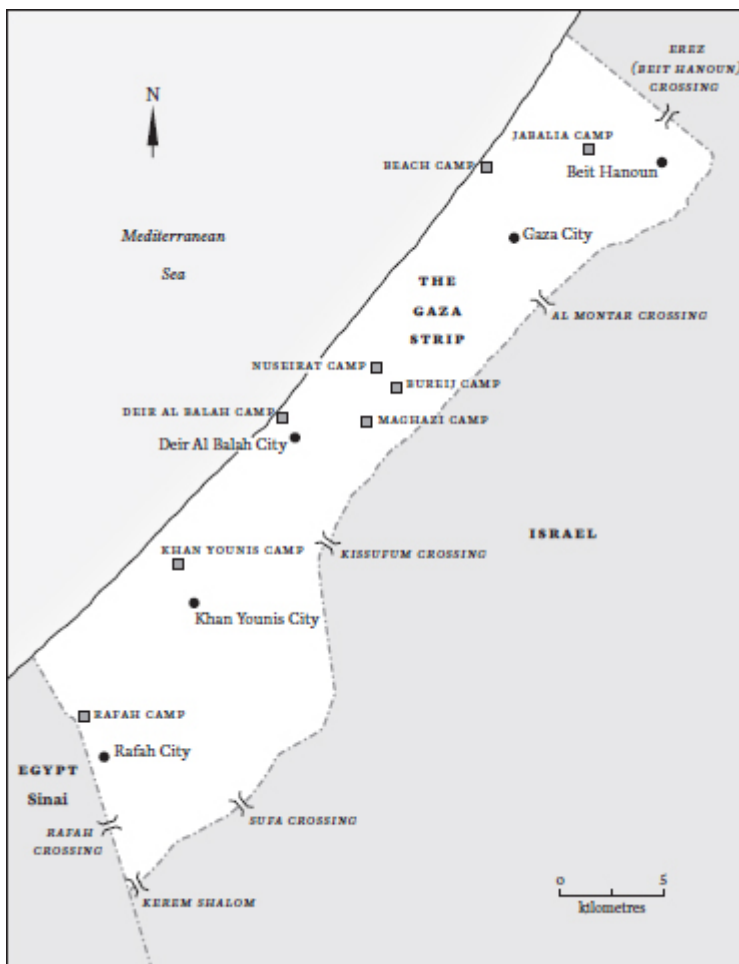 EREZ
(BEIT HANOUN)
CROSSING
N
JABALIA CAMP
BEACH CAMP
Beit Hanoun
Mediterranean
Sea
Gaza City
THE
GAZA
STRIP
AL MONTAR CROSSING
NUSEIRAT CAMP
BUREIJ CAMP
DEIR AL BALAH CAMP
MAGHAZI CAMP
Deir Al Balah City
ISRAEL
KHAN YOUNIS CAMP
KISSUFUM CROSSING
Khan Younis City
RAFAH CAMP
Rafah City
EGYPT
Sinai
SUFA CROSSING
RAFAH
CROSSING
KEREM SHALOM
0 5
kilometres